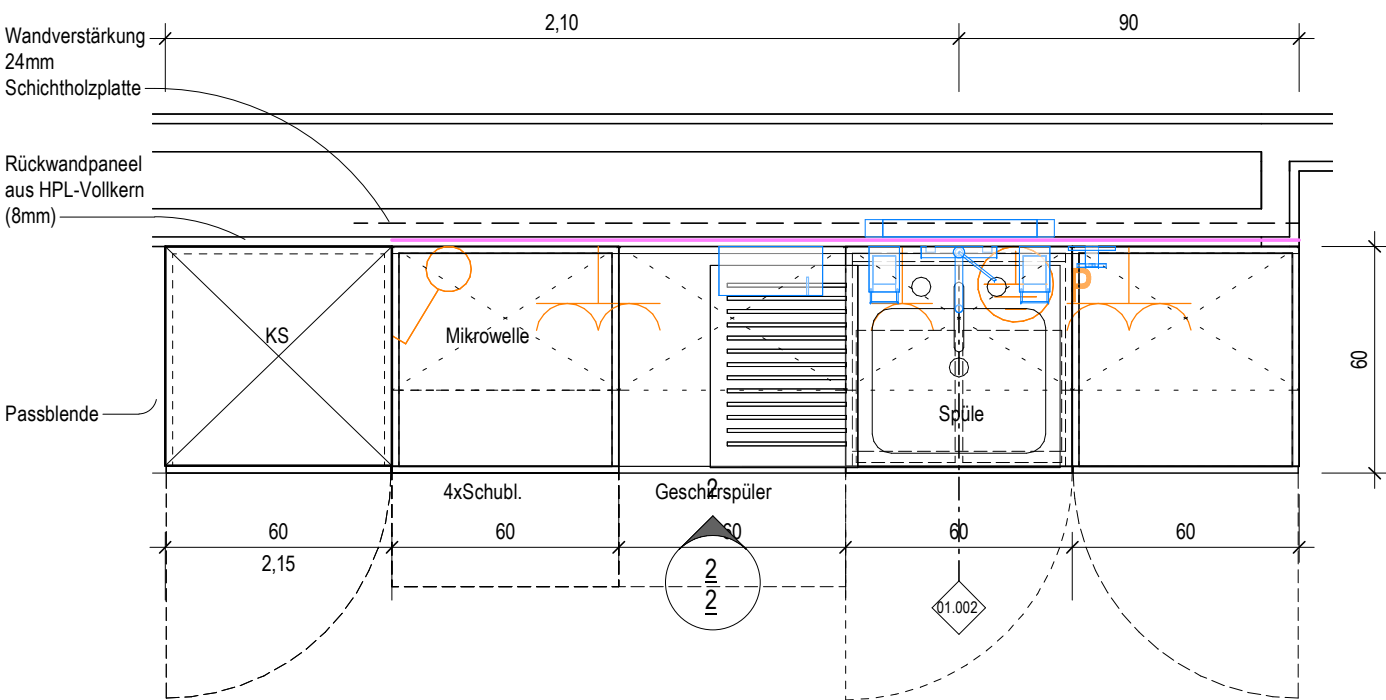 2,10
90
Wandverstärkung
24mm
Schichtholzplatte
Rückwandpaneel
aus HPL-Vollkern
(8mm)
P
KS
Mikrowelle
60
Passblende
Spüle
4xSchubl.
Geschirrspüler
2
60
60
60
60
60
2,15
2
2
01.002